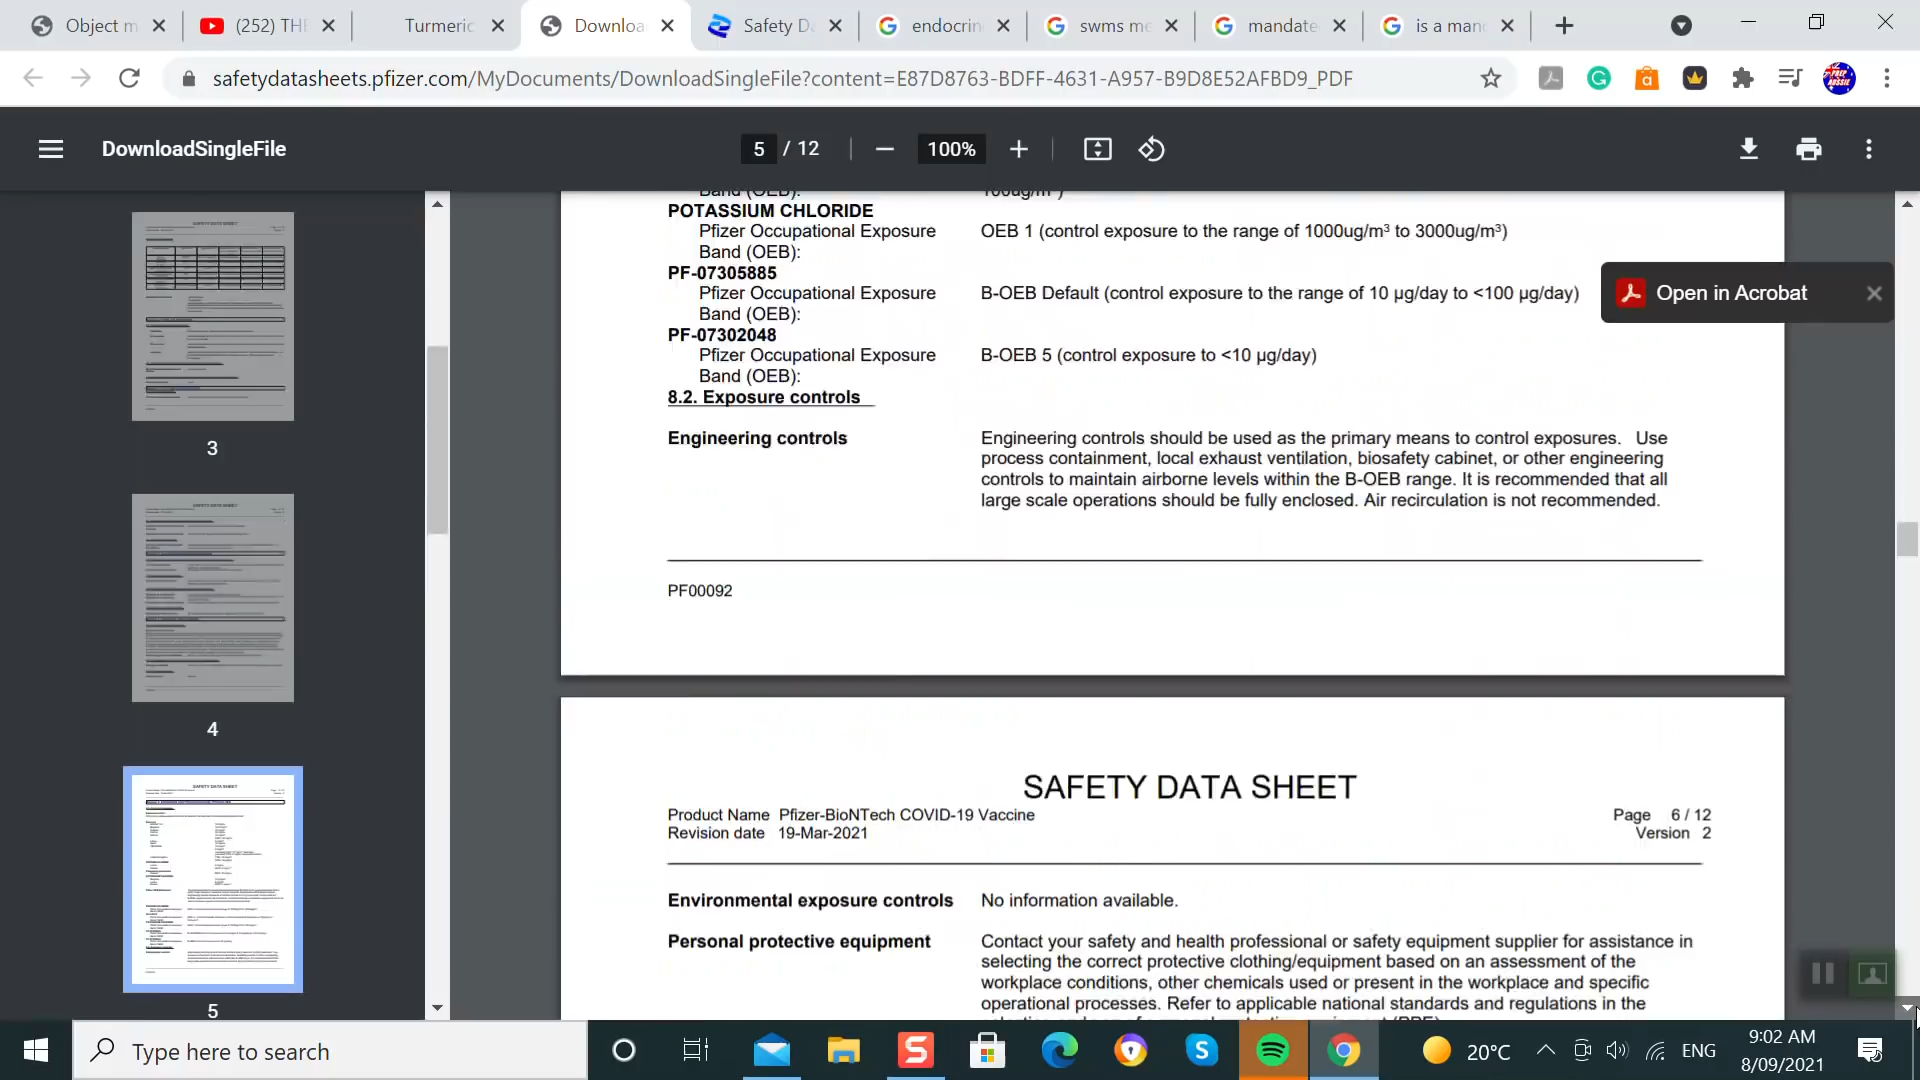 Object m
(252) TH
Turmeric
Downloa
Safety D
endocrin
swms me
mandate
is a man
safetydatasheets.pfizer.com/MyDocuments/DownloadSingleFile?content=E87D8763-BDFF-4631-A957-B9D8E52AFBD9_PDF
DownloadSingleFile
5 / 12
100%
Band (OEB): 100ug/m³)
POTASSIUM CHLORIDE
Pfizer Occupational Exposure OEB 1 (control exposure to the range of 1000ug/m³ to 3000ug/m³)
Band (OEB):
PF-07305885
Pfizer Occupational Exposure B-OEB Default (control exposure to the range of 10 µg/day to <100 µg/day)
Band (OEB):
PF-07302048
Pfizer Occupational Exposure B-OEB 5 (control exposure to <10 µg/day)
Band (OEB):
8.2. Exposure controls
Engineering controls Engineering controls should be used as the primary means to control exposures. Use
process containment, local exhaust ventilation, biosafety cabinet, or other engineering
controls to maintain airborne levels within the B-OEB range. It is recommended that all
large scale operations should be fully enclosed. Air recirculation is not recommended.
PF00092
Open in Acrobat
SAFETY DATA SHEET
Product Name Pfizer-BioNTech COVID-19 Vaccine Page 6 / 12
Revision date 19-Mar-2021 Version 2
Environmental exposure controls No information available.
Personal protective equipment Contact your safety and health professional or safety equipment supplier for assistance in
selecting the correct protective clothing/equipment based on an assessment of the
workplace conditions, other chemicals used or present in the workplace and specific
operational processes. Refer to applicable national standards and regulations in the
3
4
5
Type here to search
20°C
ENG
9:02 AM
8/09/2021